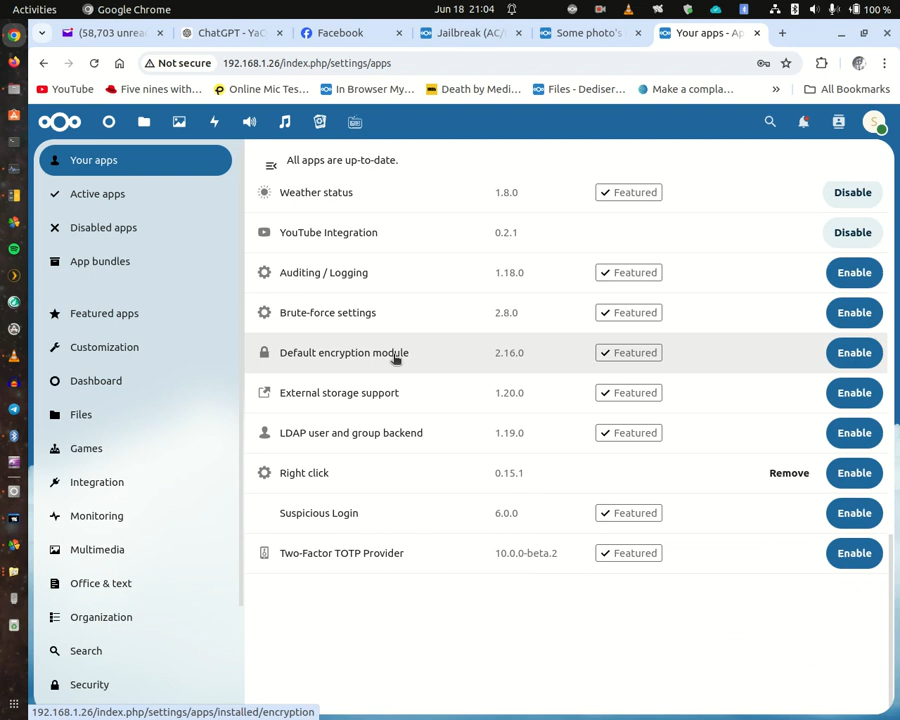 Activities
Google Chrome
Jun 18 21:04
100 %
(58,703 unrea
ChatGPT - YaC
Facebook
Jailbreak (AC/
Some photo's
Your apps - Ap
Not secure
192.168.1.26/index.php/settings/apps
YouTube
Five nines with...
Online Mic Tes...
In Browser My...
Death by Medi...
Files - Dediser...
Make a compla...
»
All Bookmarks
S
Your apps
Active apps
Disabled apps
App bundles
Featured apps
Customization
Dashboard
Files
Games
Integration
Monitoring
Multimedia
Office & text
Organization
Search
Security
All apps are up-to-date.
Weather status 1.8.0 Featured Disable
YouTube Integration 0.2.1 Disable
Auditing / Logging 1.18.0 Featured Enable
Brute-force settings 2.8.0 Featured Enable
Default encryption module 2.16.0 Featured Enable
External storage support 1.20.0 Featured Enable
LDAP user and group backend 1.19.0 Featured Enable
Right click 0.15.1 Remove Enable
Suspicious Login 6.0.0 Featured Enable
Two-Factor TOTP Provider 10.0.0-beta.2 Featured Enable
192.168.1.26/index.php/settings/apps/installed/encryption